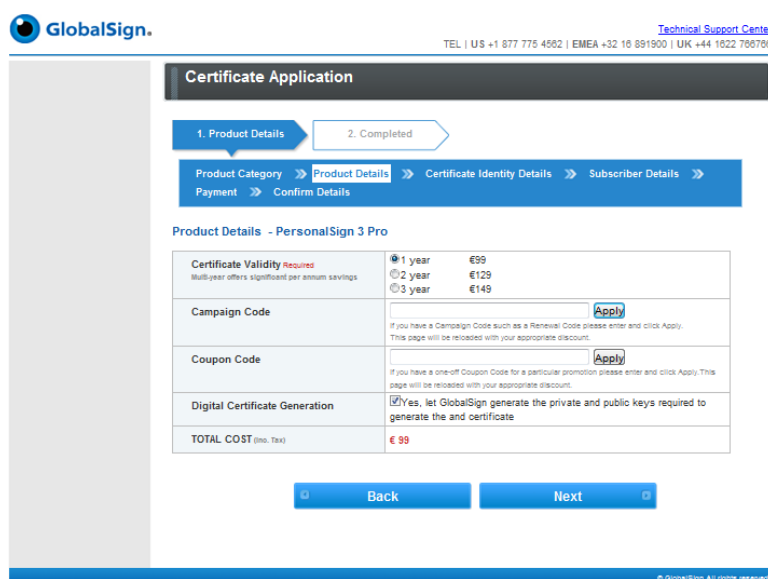 GlobalSign.
Technical Support Cente
TEL | US +1 877 775 4562 | EMEA +32 16 891900 | UK +44 1622 766766
Certificate Application
1. Product Details
2. Completed
Product Category Product Details Certificate Identity Details Subscriber Details
Payment Confirm Details
Product Details - PersonalSign 3 Pro
Certificate Validity Required
Multi-year offers significant per annum savings
1 year €99
2 year €129
3 year €149
Campaign Code
Apply
If you have a Campaign Code such as a Renewal Code please enter and click Apply.
This page will be reloaded with your appropriate discount.
Coupon Code
Apply
If you have a one-off Coupon Code for a particular promotion please enter and click Apply.This
page will be reloaded with your appropriate discount.
Digital Certificate Generation
Yes, let GlobalSign generate the private and public keys required to
generate the and certificate
TOTAL COST (Inc. Tax)
€ 99
Back
Next
© GlobalSign All rights reserved